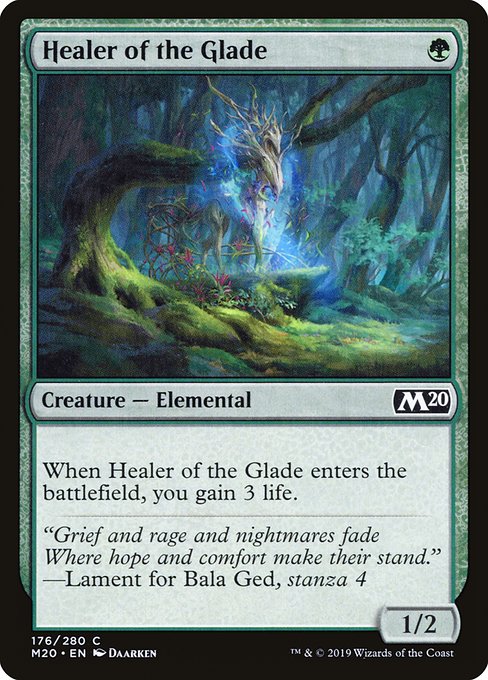 Healer of the Glade
Creature — Elemental
M20
When Healer of the Glade enters the
battlefield, you gain 3 life.
“Grief and rage and nightmares fade
Where hope and comfort make their stand.”
—Lament for Bala Ged, stanza 4
1/2
176/280 C
M20 • EN DAARKEN
™ & © 2019 Wizards of the Coast